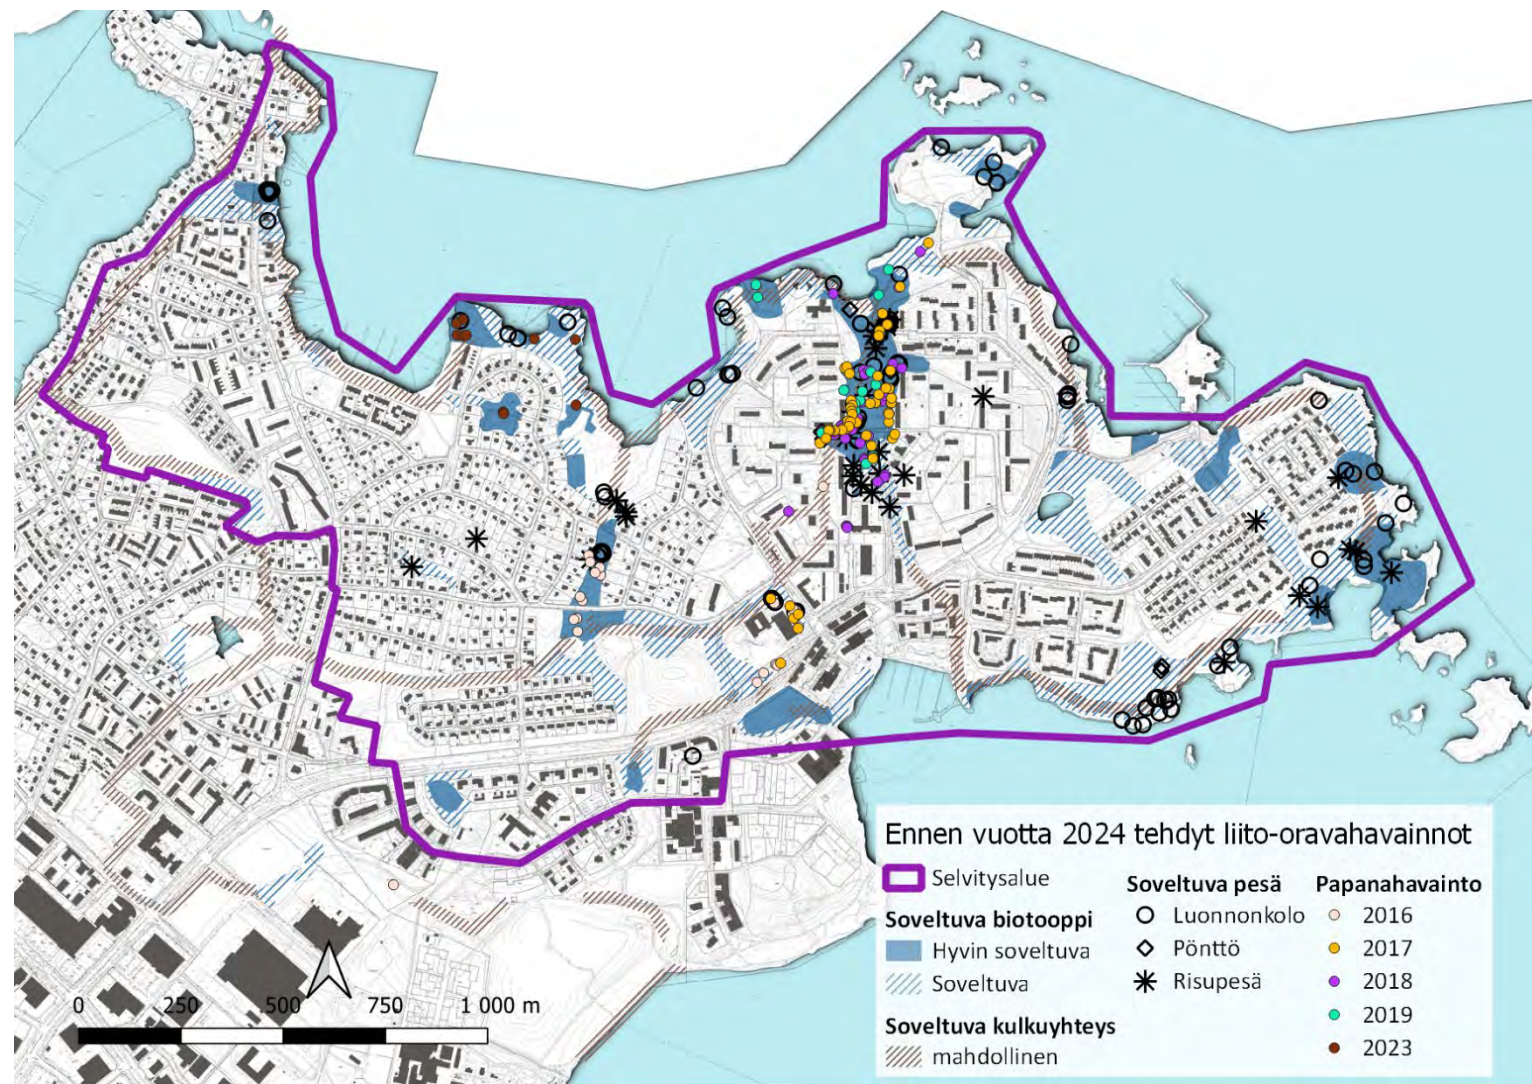 Ennen vuotta 2024 tehdyt liito-oravahavainnot
Selvitysalue
Soveltuva biotooppi
Hyvin soveltuva
Soveltuva
Soveltuva kulkuyhteys
mahdollinen
Soveltuva pesä
Luonnonkolo
Pönttö
Risupesä
Papanahavainto
2016
2017
2018
2019
2023
0 250 500 750 1 000 m